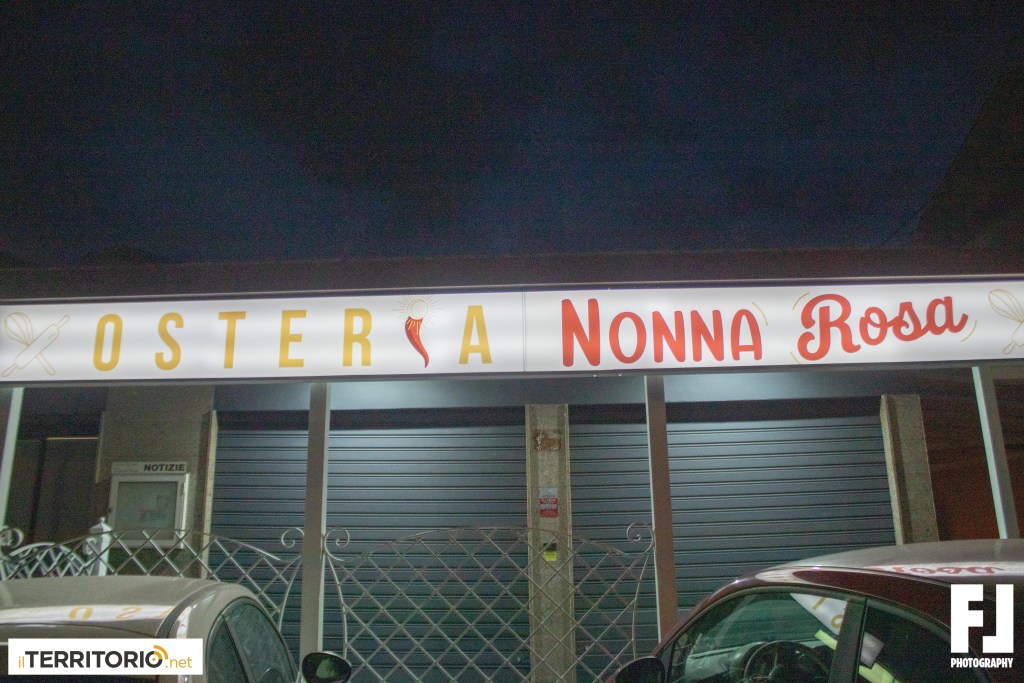 OSTERIA NONNA Rosa
NOTIZIE
ilTERRITORIO.net
FJ
PHOTOGRAPHY